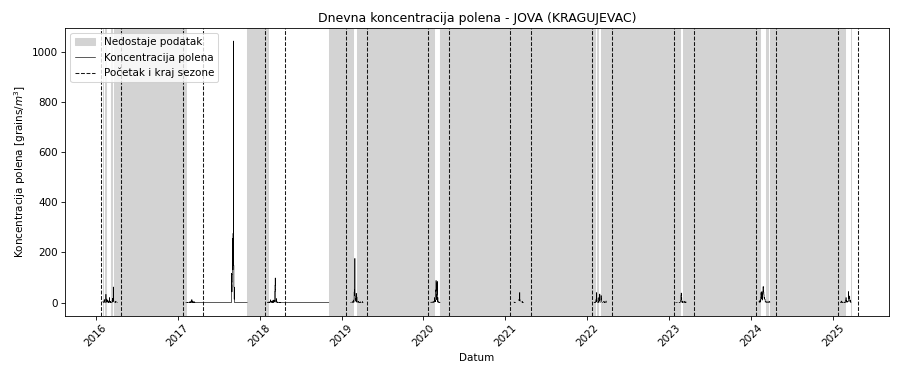 Dnevna koncentracija polena - JOVA (KRAGUJEVAC)
Nedostaje podatak
Koncentracija polena
Početak i kraj sezone
Koncentracija polena [grains/m³]
1000
800
600
400
200
0
2016 2017 2018 2019 2020 2021 2022 2023 2024 2025
Datum